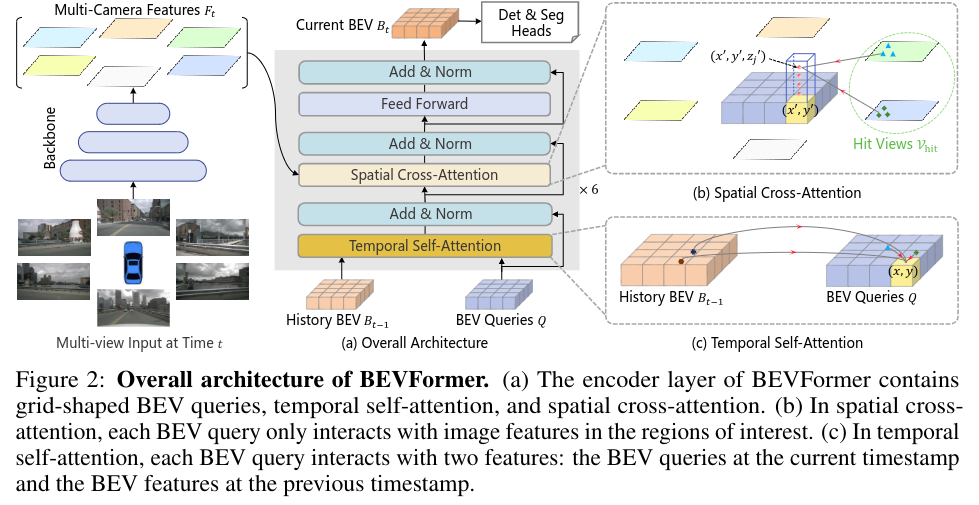 Multi-Camera Features F_t
Backbone
Multi-view Input at Time t
Current BEV B_t
Det & Seg
Heads
Add & Norm
Feed Forward
Add & Norm
Spatial Cross-Attention
× 6
Add & Norm
Temporal Self-Attention
History BEV B_{t−1}
BEV Queries Q
(a) Overall Architecture
(x′, y′, z_j′)
(x′, y′)
Hit Views 𝒱_hit
(b) Spatial Cross-Attention
(x, y)
History BEV B_{t−1}
BEV Queries Q
(c) Temporal Self-Attention
Figure 2: Overall architecture of BEVFormer. (a) The encoder layer of BEVFormer contains
grid-shaped BEV queries, temporal self-attention, and spatial cross-attention. (b) In spatial cross-
attention, each BEV query only interacts with image features in the regions of interest. (c) In temporal
self-attention, each BEV query interacts with two features: the BEV queries at the current timestamp
and the BEV features at the previous timestamp.